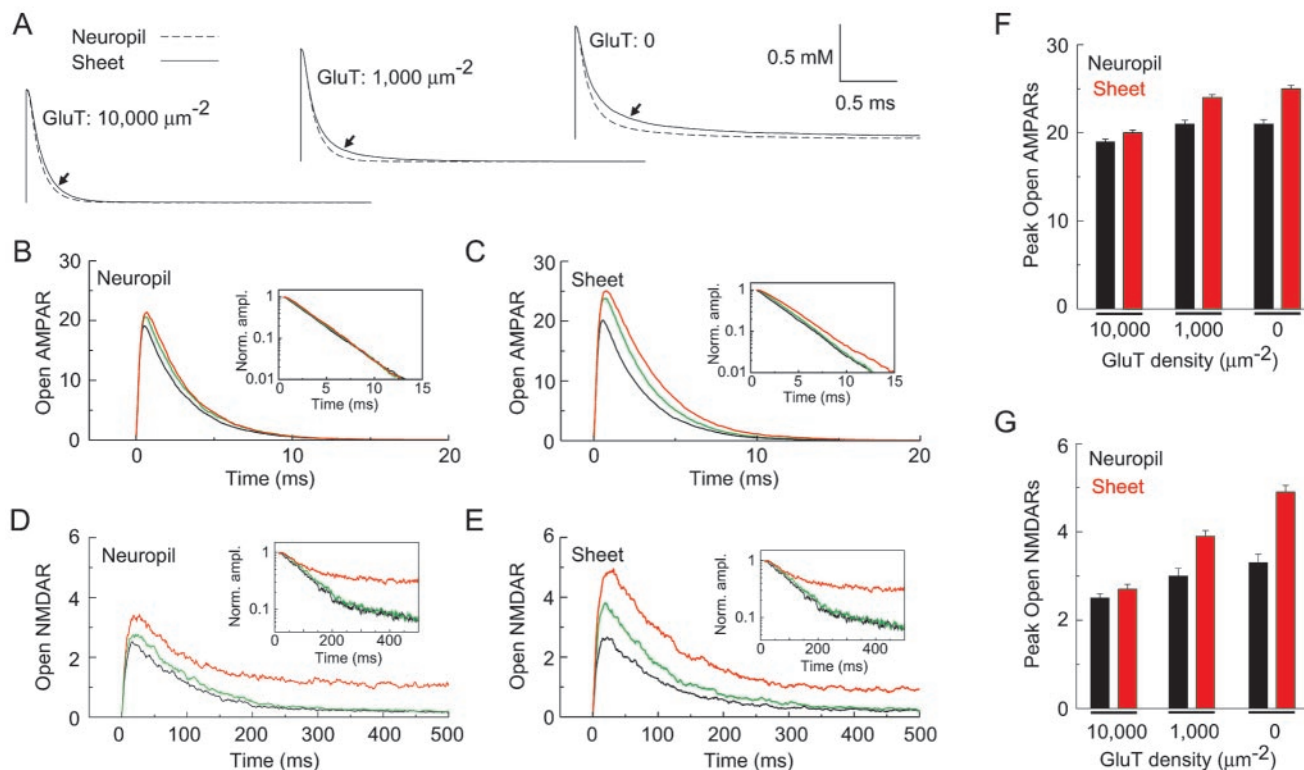 A
Neuropil
Sheet
GluT: 10,000 μm-2
GluT: 1,000 μm-2
GluT: 0
0.5 mM
0.5 ms
B
Neuropil
Open AMPAR
30
20
10
0
0 10 20
Time (ms)
Norm. ampl.
1
0.1
0.01
0 5 10 15
Time (ms)
C
Sheet
Open AMPAR
30
20
10
0
0 10 20
Time (ms)
Norm. ampl.
1
0.1
0.01
0 5 10 15
Time (ms)
D
Neuropil
Open NMDAR
6
4
2
0
0 100 200 300 400 500
Time (ms)
Norm. ampl.
1
0.1
0 200 400
Time (ms)
E
Sheet
Open NMDAR
6
4
2
0
0 100 200 300 400 500
Time (ms)
Norm. ampl.
1
0.1
0 200 400
Time (ms)
F
Neuropil
Sheet
Peak Open AMPARs
30
20
10
0
10,000 1,000 0
GluT density (μm-2)
G
Neuropil
Sheet
Peak Open NMDARs
6
4
2
0
10,000 1,000 0
GluT density (μm-2)